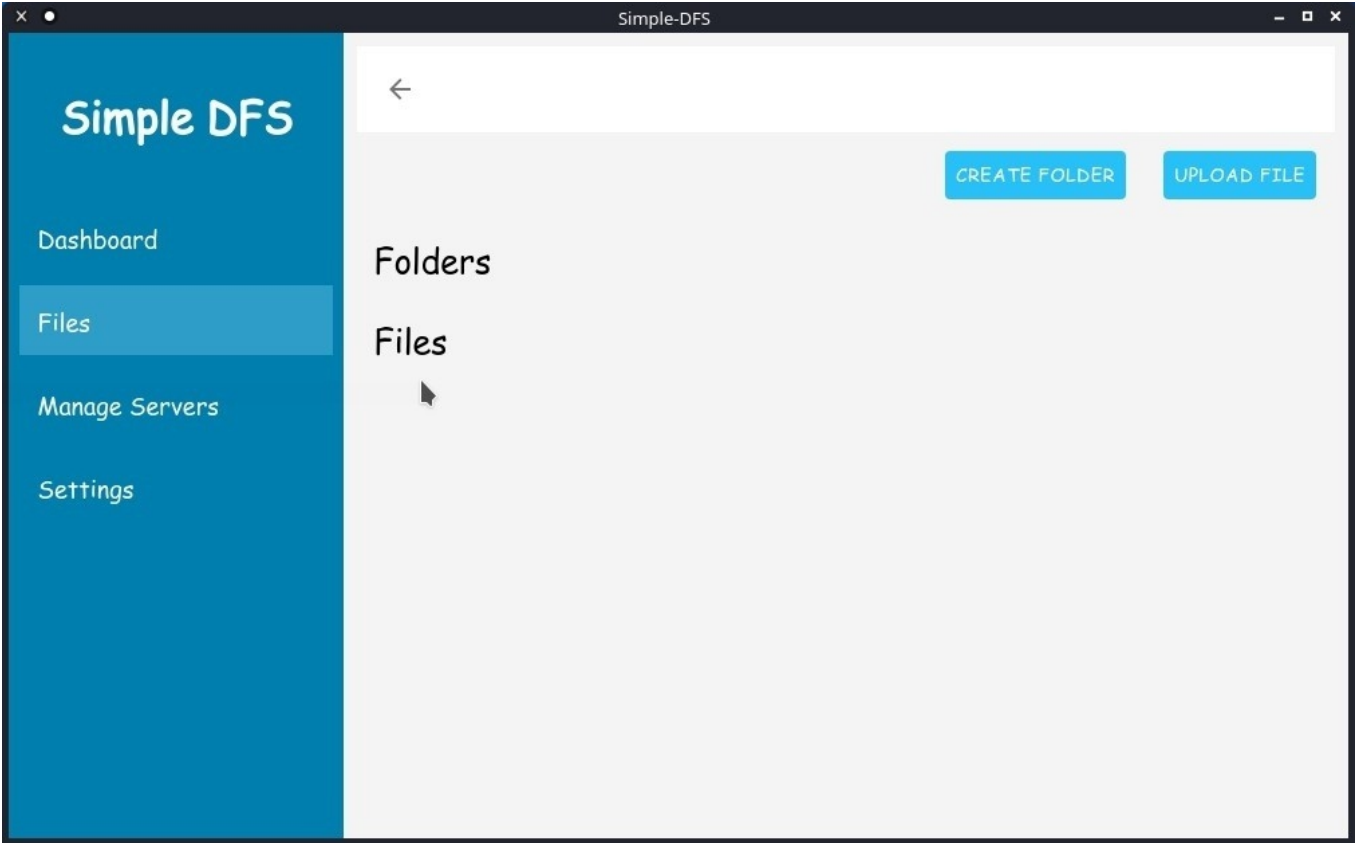 Simple-DFS
Simple DFS
Dashboard
Files
Manage Servers
Settings
CREATE FOLDER
UPLOAD FILE
Folders
Files